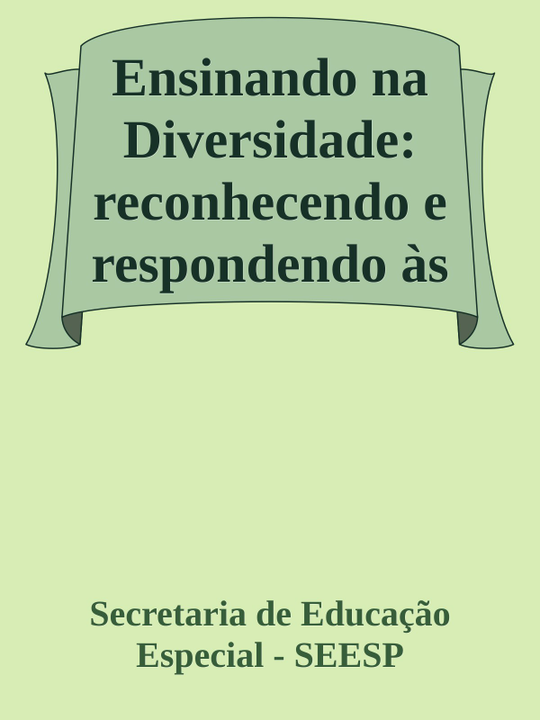 Ensinando na
Diversidade:
reconhecendo e
respondendo às
Secretaria de Educação
Especial - SEESP